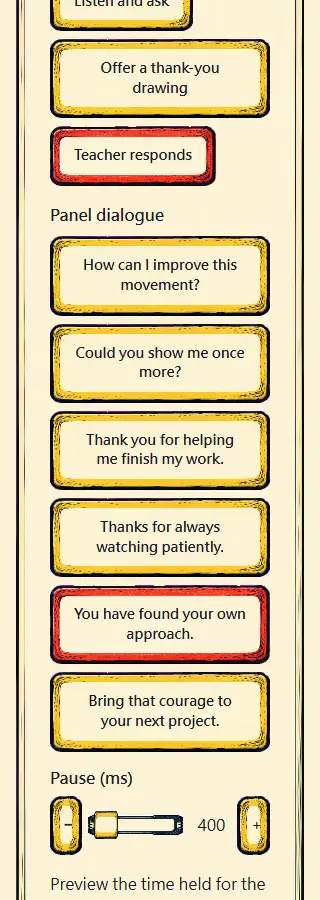 Listen and ask
Offer a thank-you
drawing
Teacher responds
Panel dialogue
How can I improve this
movement?
Could you show me once
more?
Thank you for helping
me finish my work.
Thanks for always
watching patiently.
You have found your own
approach.
Bring that courage to
your next project.
Pause (ms)
− 400 +
Preview the time held for the